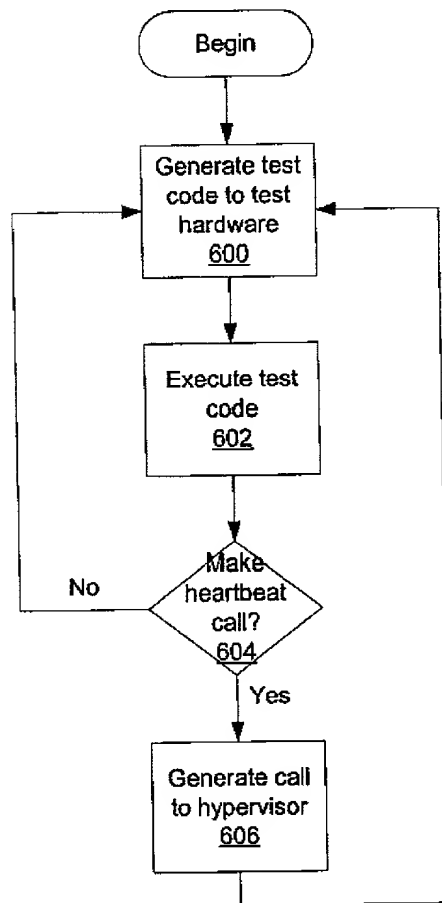 Begin
Generate test
code to test
hardware
600
Execute test
code
602
Make
heartbeat
call?
604
No
Yes
Generate call
to hypervisor
606